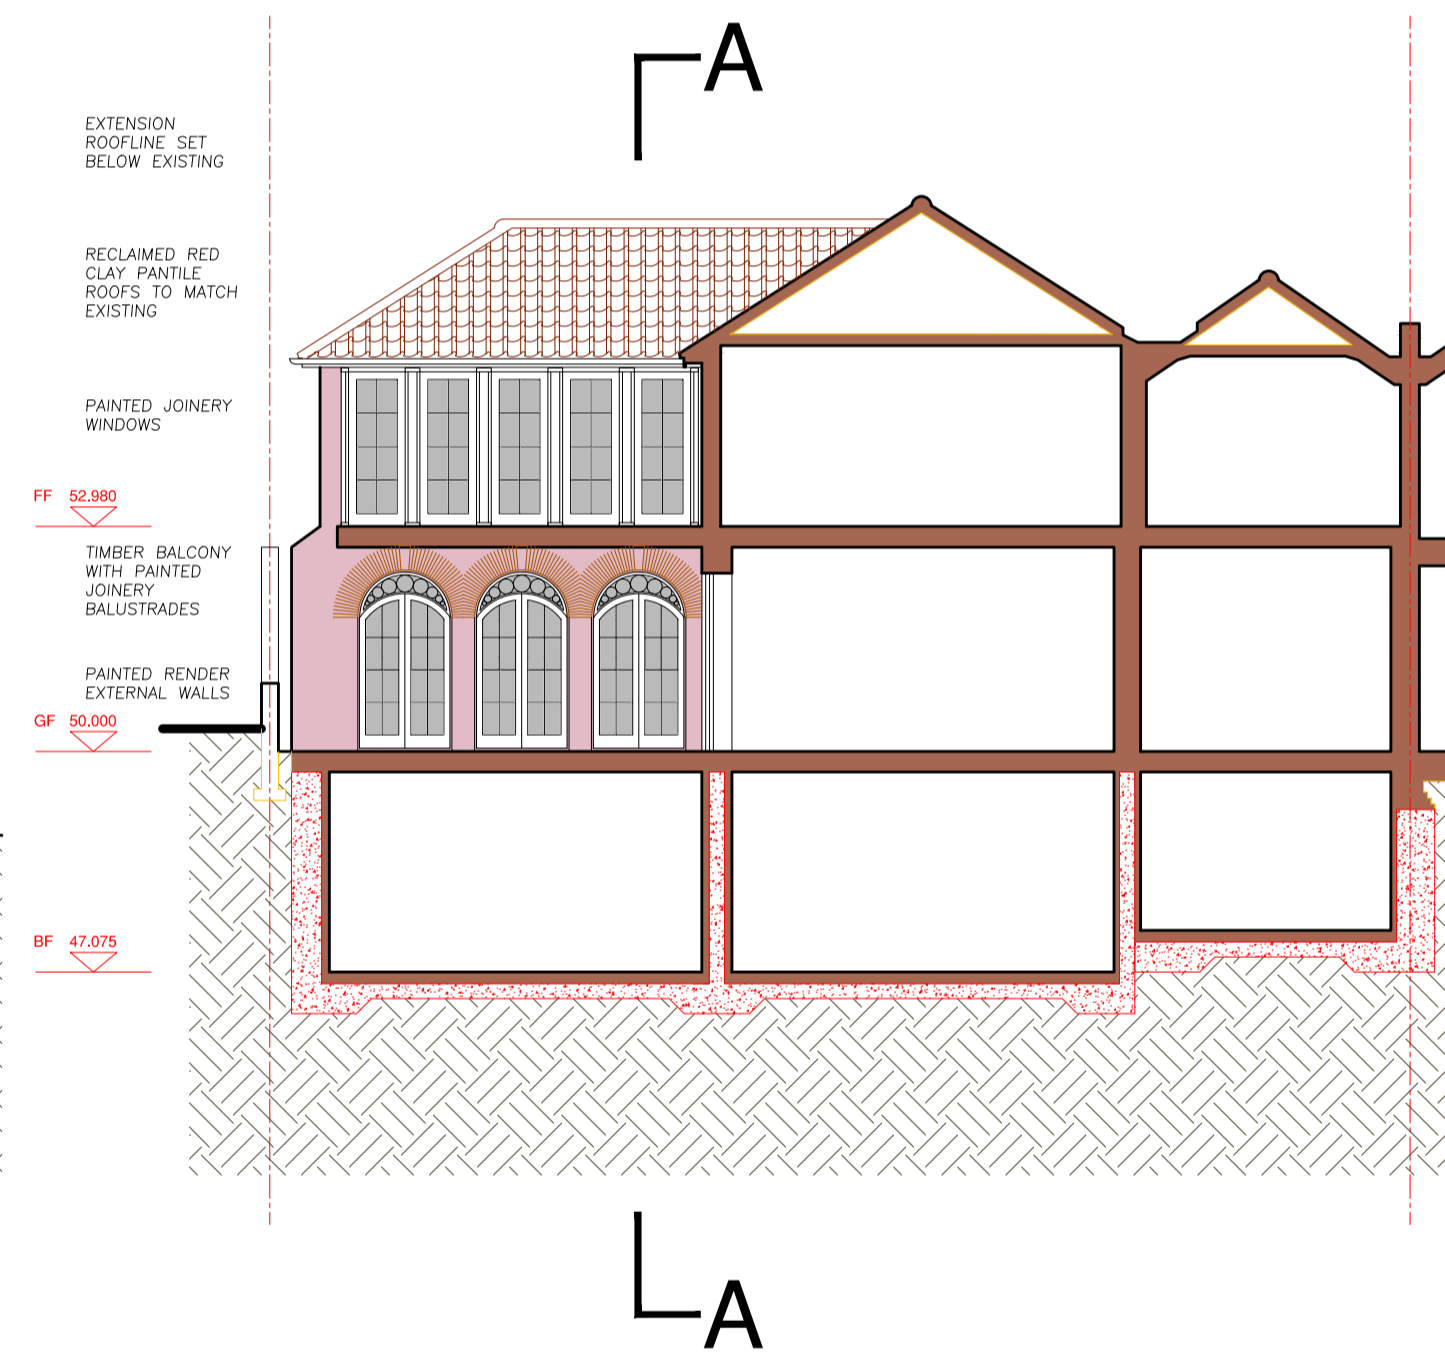 A
EXTENSION
ROOFLINE SET
BELOW EXISTING
RECLAIMED RED
CLAY PANTILE
ROOFS TO MATCH
EXISTING
PAINTED JOINERY
WINDOWS
FF 52.980
TIMBER BALCONY
WITH PAINTED
JOINERY
BALUSTRADES
PAINTED RENDER
EXTERNAL WALLS
GF 50.000
BF 47.075
A